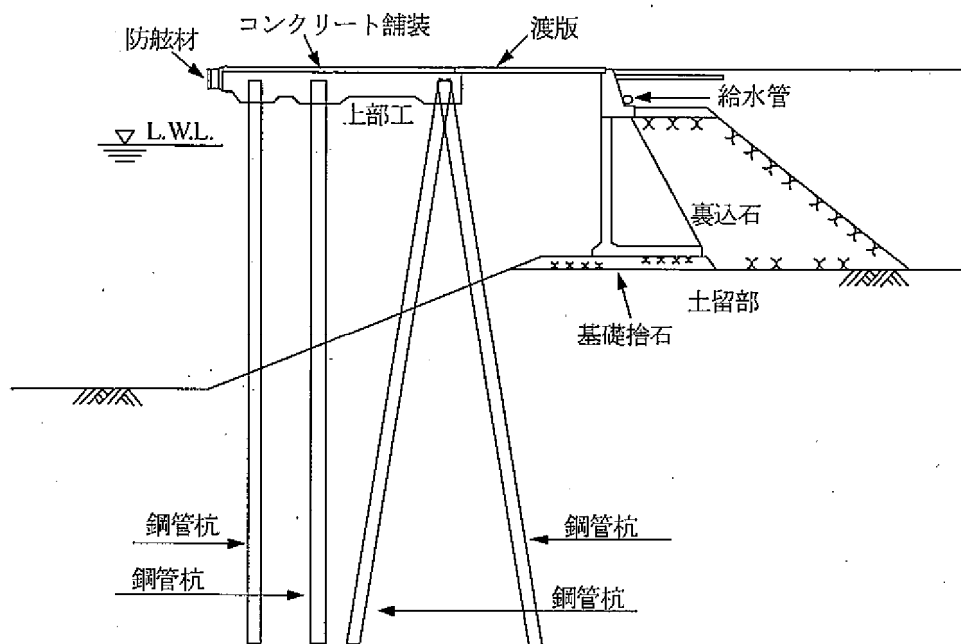 コンクリート舗装
渡版
防舷材
給水管
上部工
L.W.L.
裏込石
土留部
基礎捨石
鋼管杭
鋼管杭
鋼管杭
鋼管杭